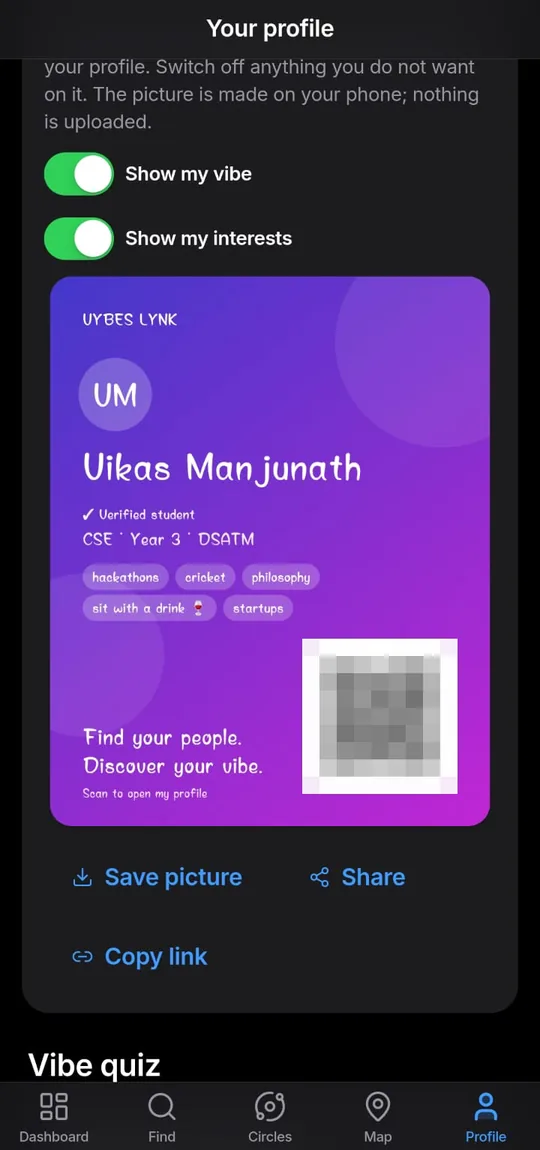 Your profile
your profile. Switch off anything you do not want
on it. The picture is made on your phone; nothing
is uploaded.
Show my vibe
Show my interests
UYBES LYNK
UM
Vikas Manjunath
✓ Verified student
CSE · Year 3 · DSATM
hackathons cricket philosophy
sit with a drink 🍷 startups
Find your people.
Discover your vibe.
Scan to open my profile
Save picture Share
Copy link
Vibe quiz
Dashboard Find Circles Map Profile